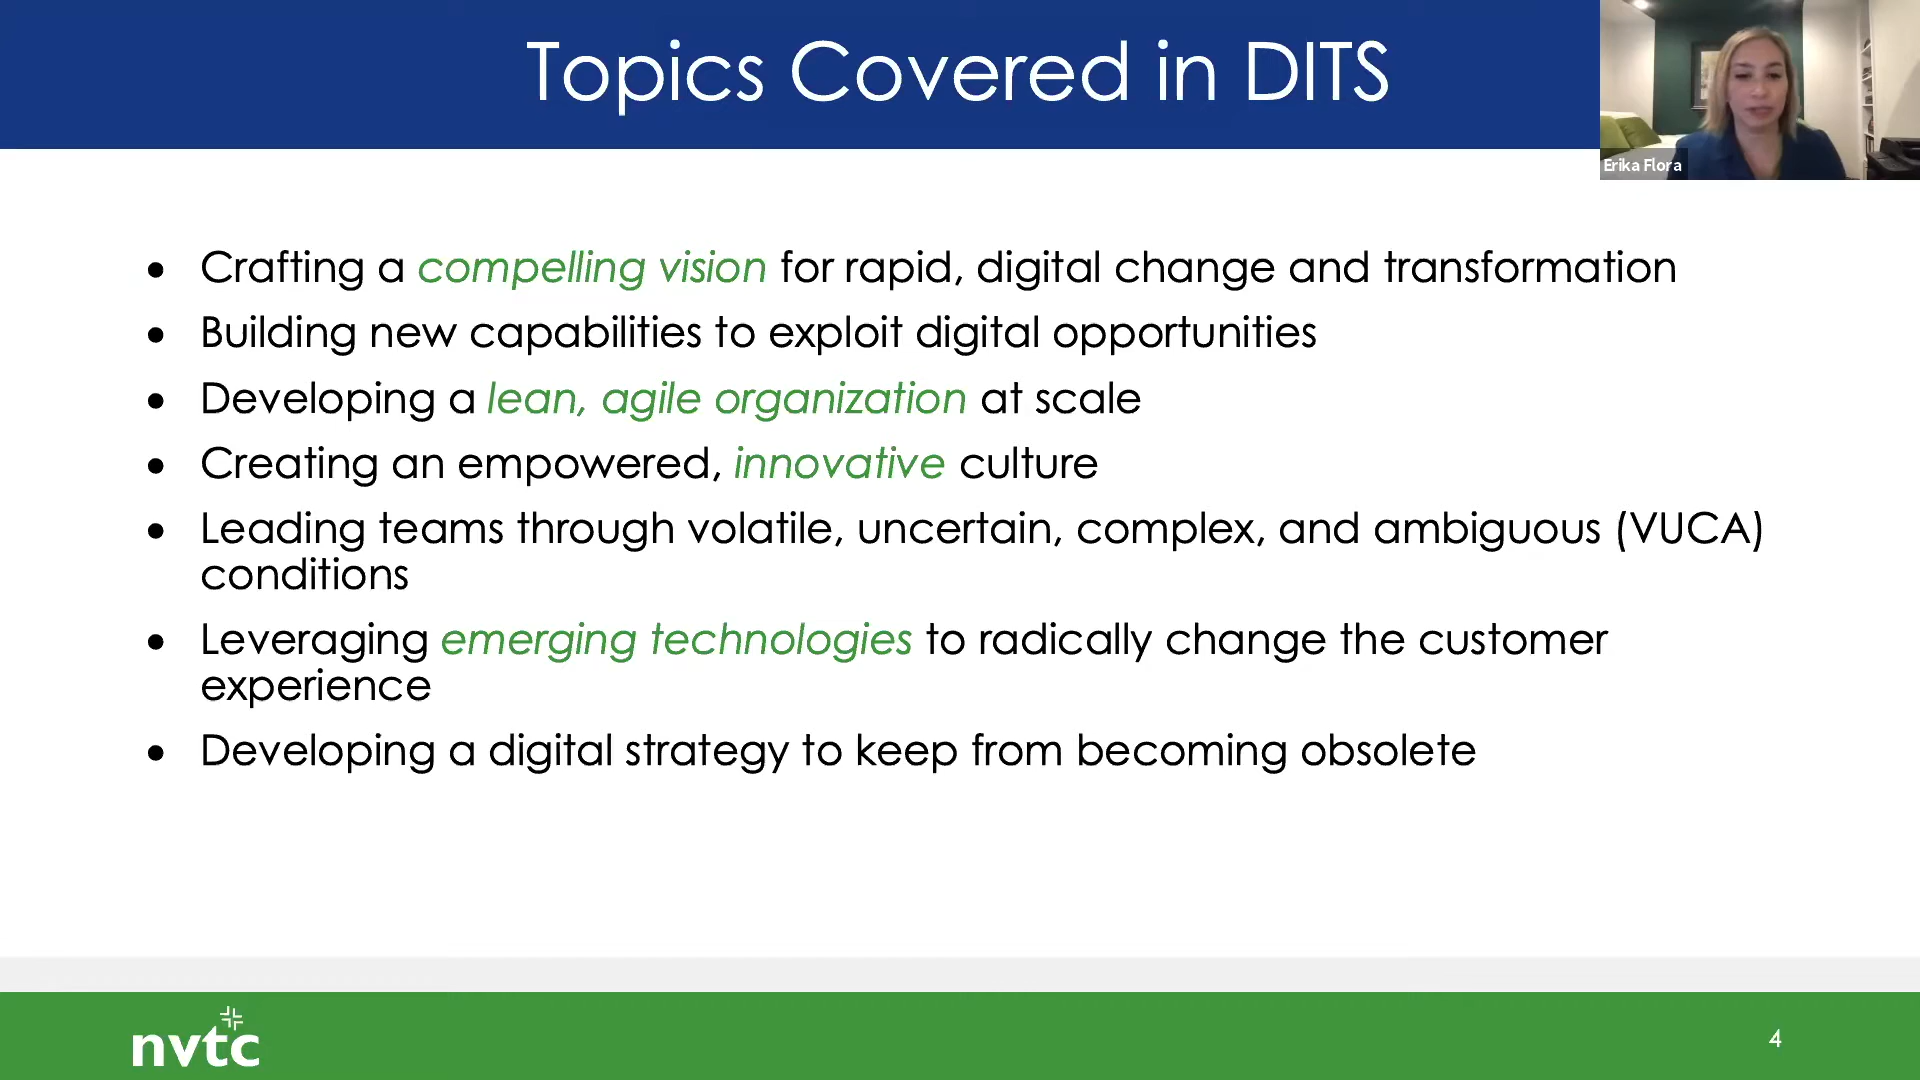 Topics Covered in DITS
Erika Flora
• Crafting a compelling vision for rapid, digital change and transformation
• Building new capabilities to exploit digital opportunities
• Developing a lean, agile organization at scale
• Creating an empowered, innovative culture
• Leading teams through volatile, uncertain, complex, and ambiguous (VUCA)
conditions
• Leveraging emerging technologies to radically change the customer
experience
• Developing a digital strategy to keep from becoming obsolete
nvtc
4